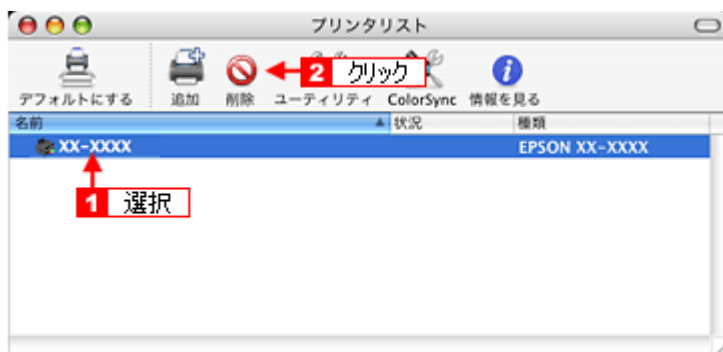 プリンタリスト
2 クリック
デフォルトにする 追加 削除 ユーティリティ ColorSync 情報を見る
名前 状況 種類
XX-XXXX EPSON XX-XXXX
1 選択